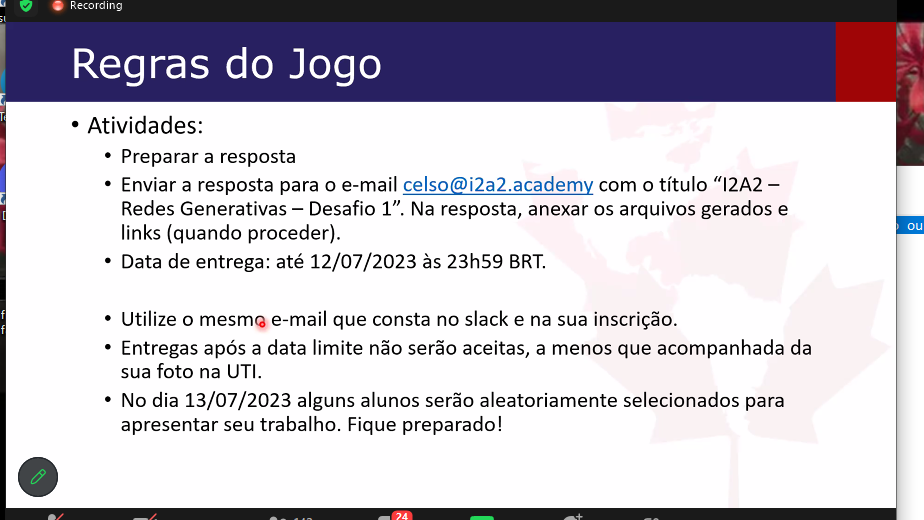 Recording
Regras do Jogo
• Atividades:
• Preparar a resposta
• Enviar a resposta para o e-mail celso@i2a2.academy com o título “I2A2 –
Redes Generativas – Desafio 1”. Na resposta, anexar os arquivos gerados e
links (quando proceder).
• Data de entrega: até 12/07/2023 às 23h59 BRT.
• Utilize o mesmo e-mail que consta no slack e na sua inscrição.
• Entregas após a data limite não serão aceitas, a menos que acompanhada da
sua foto na UTI.
• No dia 13/07/2023 alguns alunos serão aleatoriamente selecionados para
apresentar seu trabalho. Fique preparado!
ou
24